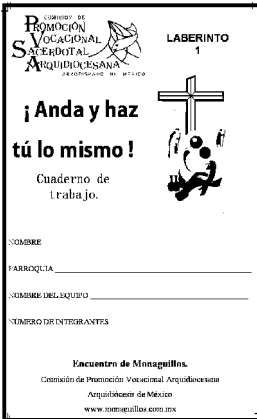 COMISIÓN DE
PROMOCIÓN
VOCACIONAL
SACERDOTAL
ARQUIDIOCESANA
ARZOBISPADO DE MÉXICO
LABERINTO
1
¡ Anda y haz
tú lo mismo !
Cuaderno de
trabajo.
NOMBRE
PARROQUIA
NOMBRE DEL EQUIPO
NÚMERO DE INTEGRANTES
Encuentro de Monaguillos.
Comisión de Promoción Vocacional Arquidiocesana
Arquidiócesis de México
www.monaguillos.com.mx